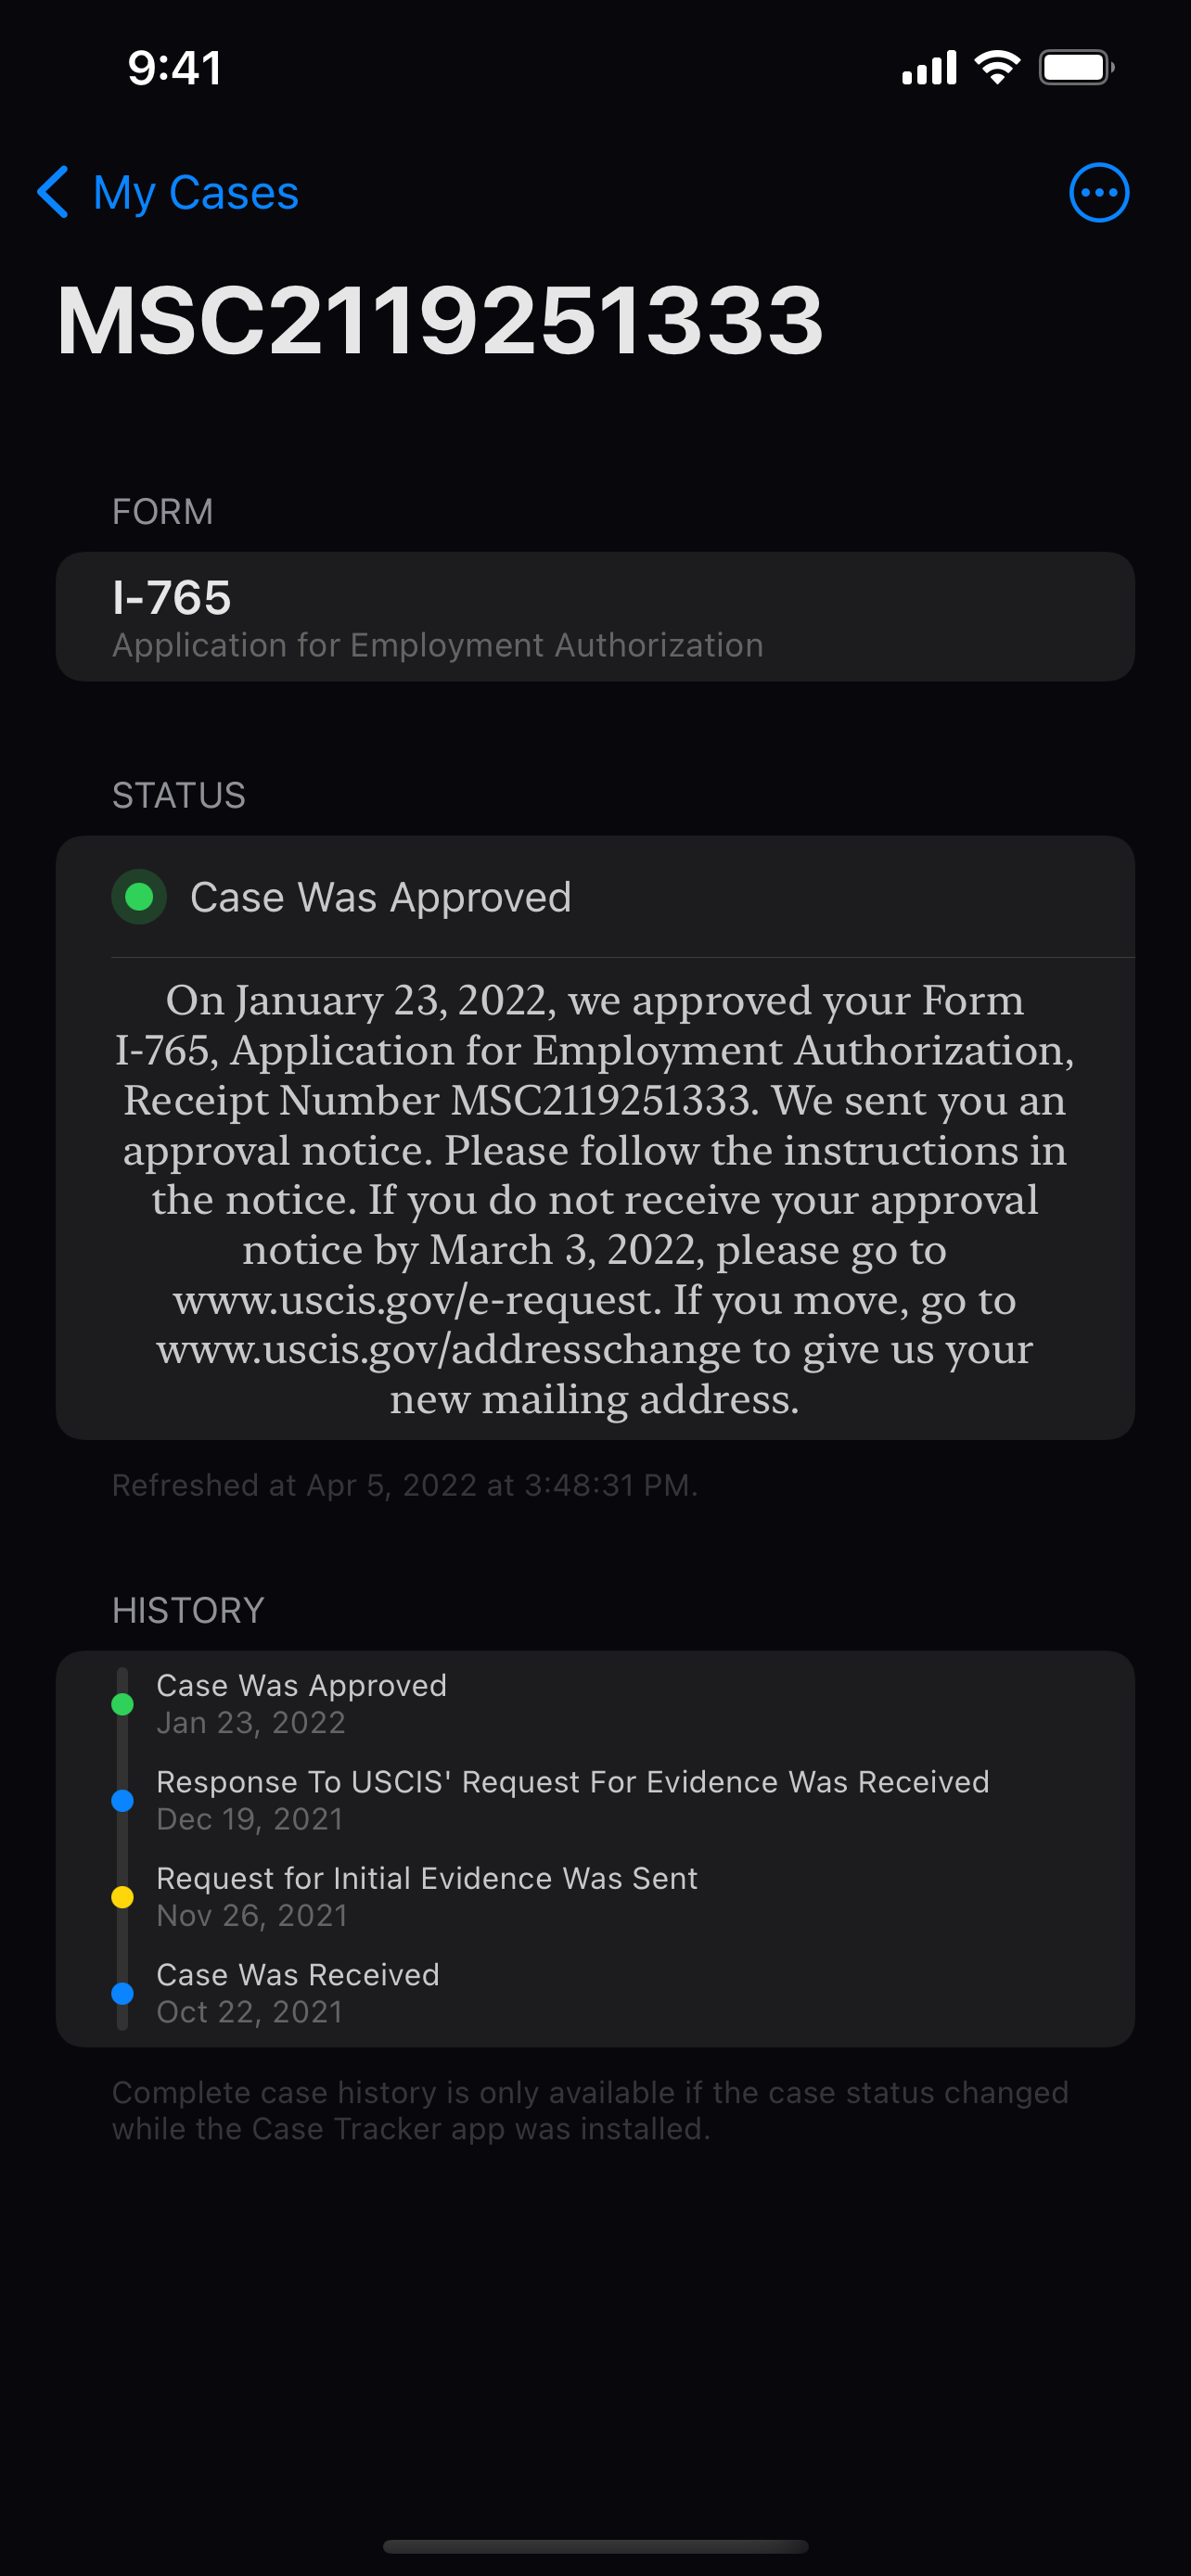 9:41
My Cases
MSC2119251333
FORM
I-765
Application for Employment Authorization
STATUS
Case Was Approved
On January 23, 2022, we approved your Form
I-765, Application for Employment Authorization,
Receipt Number MSC2119251333. We sent you an
approval notice. Please follow the instructions in
the notice. If you do not receive your approval
notice by March 3, 2022, please go to
www.uscis.gov/e-request. If you move, go to
www.uscis.gov/addresschange to give us your
new mailing address.
Refreshed at Apr 5, 2022 at 3:48:31 PM.
HISTORY
Case Was Approved
Jan 23, 2022
Response To USCIS' Request For Evidence Was Received
Dec 19, 2021
Request for Initial Evidence Was Sent
Nov 26, 2021
Case Was Received
Oct 22, 2021
Complete case history is only available if the case status changed
while the Case Tracker app was installed.